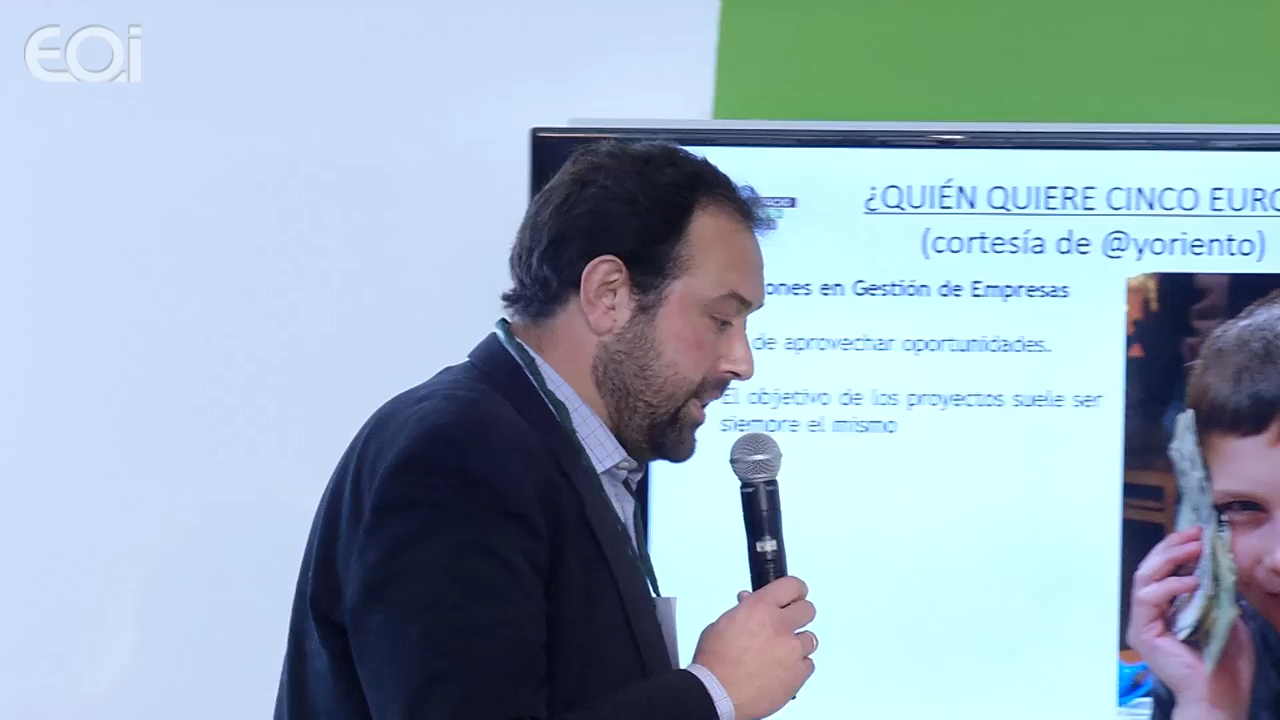 EOi
¿QUIÉN QUIERE CINCO EURO
(cortesía de @yoriento)
ones en Gestión de Empresas
de aprovechar oportunidades.
El objetivo de los proyectos suele ser
siempre el mismo